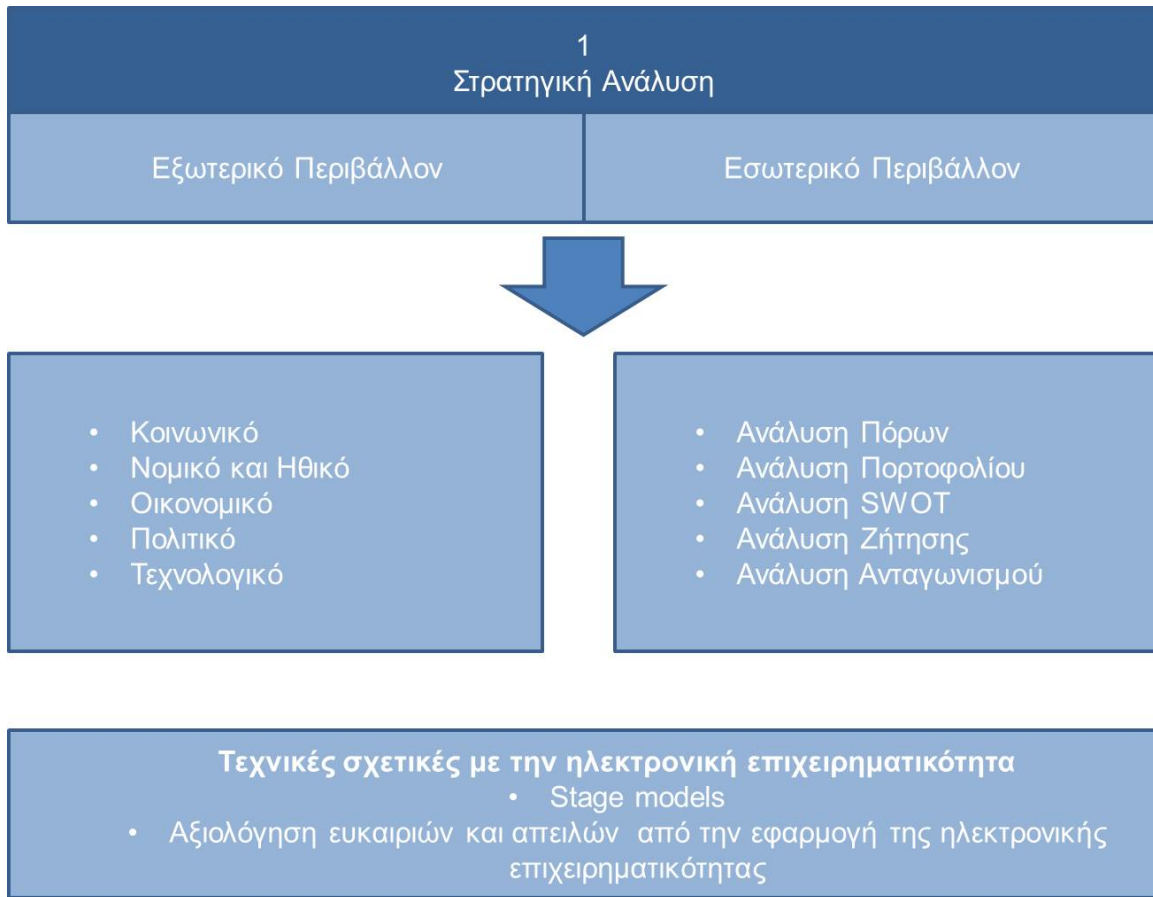 1
Στρατηγική Ανάλυση
Εξωτερικό Περιβάλλον
Εσωτερικό Περιβάλλον
• Κοινωνικό
• Νομικό και Ηθικό
• Οικονομικό
• Πολιτικό
• Τεχνολογικό
• Ανάλυση Πόρων
• Ανάλυση Πορτοφολίου
• Ανάλυση SWOT
• Ανάλυση Ζήτησης
• Ανάλυση Ανταγωνισμού
Τεχνικές σχετικές με την ηλεκτρονική επιχειρηματικότητα
• Stage models
• Αξιολόγηση ευκαιριών και απειλών από την εφαρμογή της ηλεκτρονικής
επιχειρηματικότητας